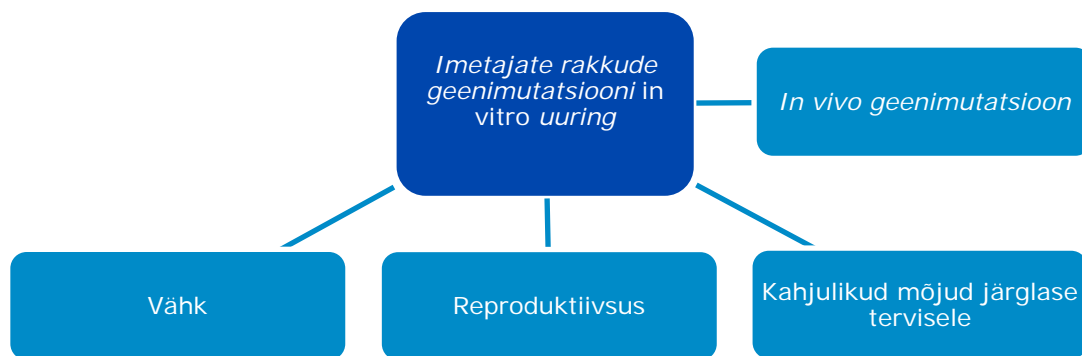 Imetajate rakkude
geenimutatsiooni in
vitro uuring
In vivo geenimutatsioon
Vähk
Reproduktiivsus
Kahjulikud mõjud järglase
tervisele